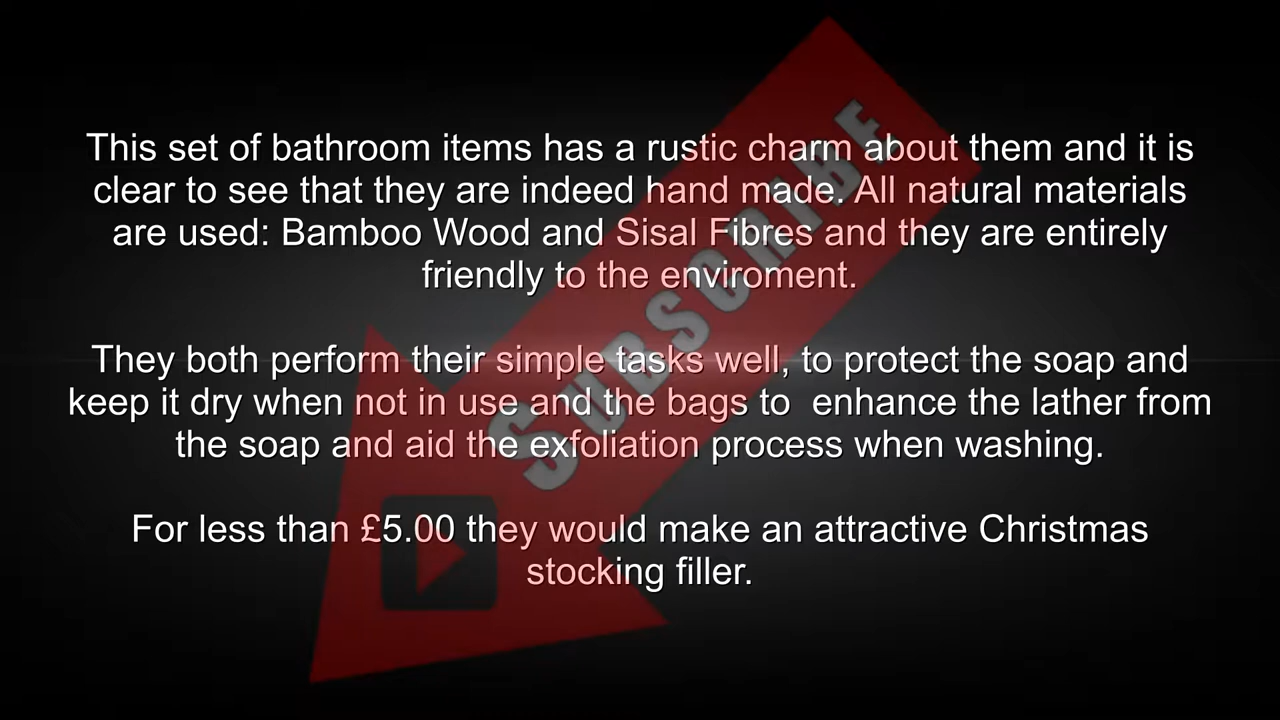 This set of bathroom items has a rustic charm about them and it is
clear to see that they are indeed hand made. All natural materials
are used: Bamboo Wood and Sisal Fibres and they are entirely
friendly to the enviroment.
They both perform their simple tasks well, to protect the soap and
keep it dry when not in use and the bags to  enhance the lather from
the soap and aid the exfoliation process when washing.
For less than £5.00 they would make an attractive Christmas
stocking filler.
SUBSCRIBE